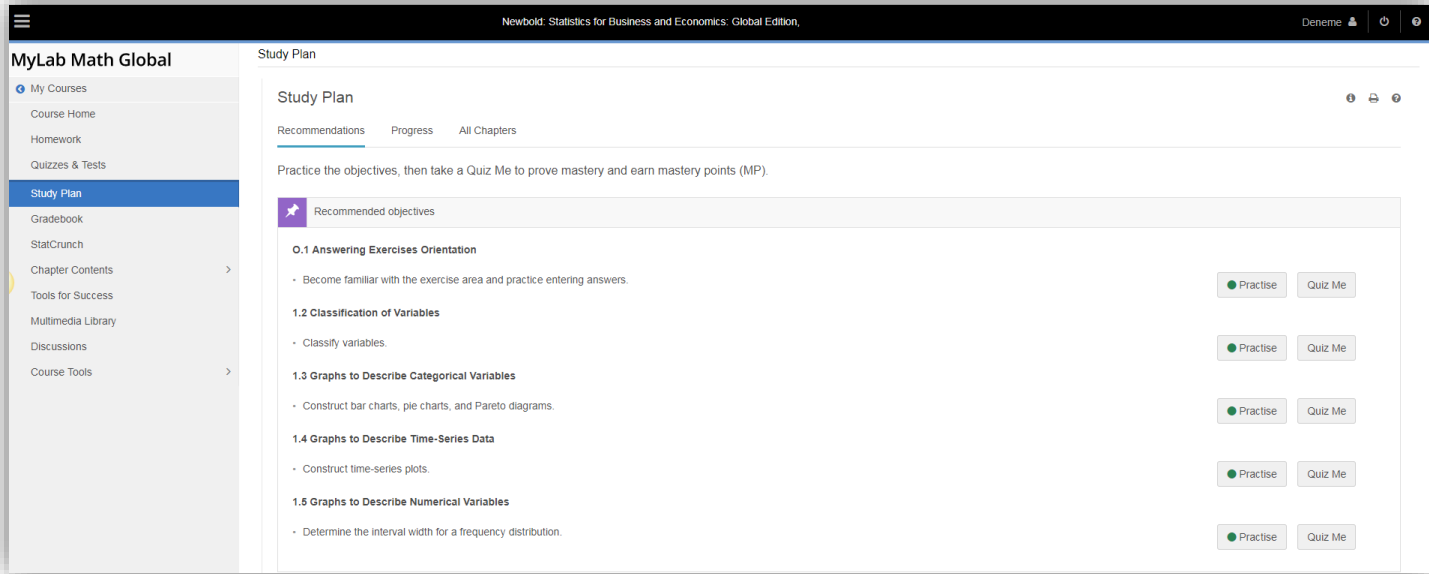 Newbold: Statistics for Business and Economics: Global Edition,
Deneme
MyLab Math Global
My Courses
Course Home
Homework
Quizzes & Tests
Study Plan
Gradebook
StatCrunch
Chapter Contents
Tools for Success
Multimedia Library
Discussions
Course Tools
Study Plan
Study Plan
Recommendations Progress All Chapters
Practice the objectives, then take a Quiz Me to prove mastery and earn mastery points (MP).
Recommended objectives
O.1 Answering Exercises Orientation
• Become familiar with the exercise area and practice entering answers.
Practise Quiz Me
1.2 Classification of Variables
• Classify variables.
Practise Quiz Me
1.3 Graphs to Describe Categorical Variables
• Construct bar charts, pie charts, and Pareto diagrams.
Practise Quiz Me
1.4 Graphs to Describe Time-Series Data
• Construct time-series plots.
Practise Quiz Me
1.5 Graphs to Describe Numerical Variables
• Determine the interval width for a frequency distribution.
Practise Quiz Me